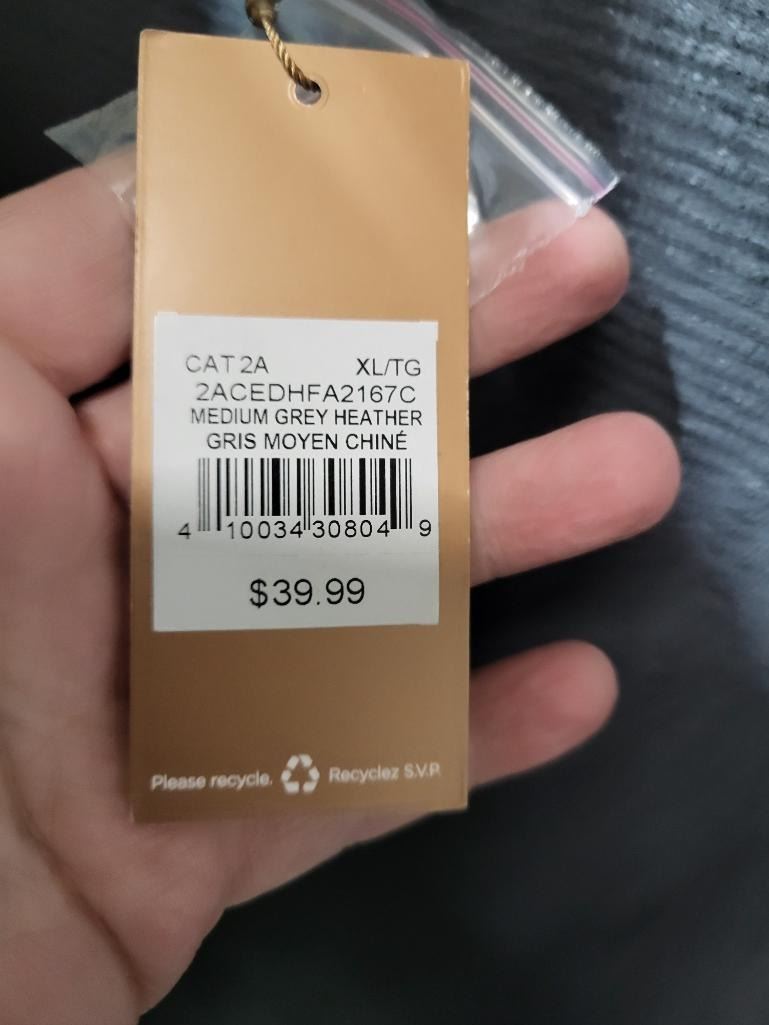 CAT 2A XL/TG
2ACEDHFA2167C
MEDIUM GREY HEATHER
GRIS MOYEN CHINÉ
4 10034 30804 9
$39.99
Please recycle. Recyclez S.V.P.